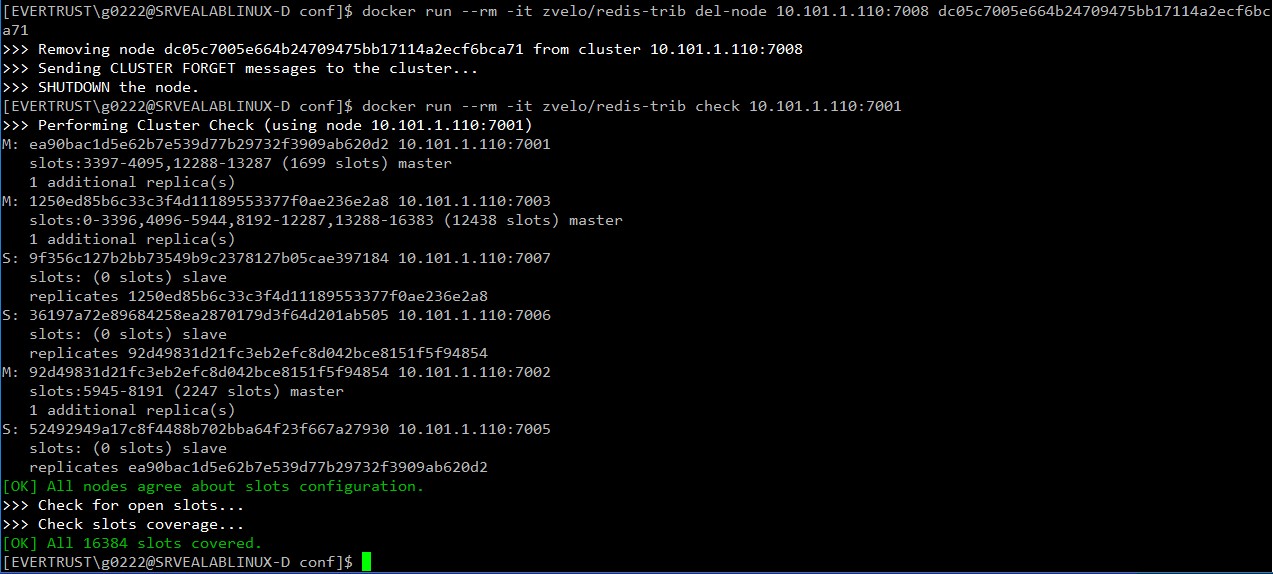 [EVERTRUST\g0222@SRVEALABLINUX-D conf]$ docker run --rm -it zvelo/redis-trib del-node 10.101.1.110:7008 dc05c7005e664b24709475bb17114a2ecf6bc
a71
>>> Removing node dc05c7005e664b24709475bb17114a2ecf6bca71 from cluster 10.101.1.110:7008
>>> Sending CLUSTER FORGET messages to the cluster...
>>> SHUTDOWN the node.
[EVERTRUST\g0222@SRVEALABLINUX-D conf]$ docker run --rm -it zvelo/redis-trib check 10.101.1.110:7001
>>> Performing Cluster Check (using node 10.101.1.110:7001)
M: ea90bac1d5e62b7e539d77b29732f3909ab620d2 10.101.1.110:7001
   slots:3397-4095,12288-13287 (1699 slots) master
   1 additional replica(s)
M: 1250ed85b6c33c3f4d11189553377f0ae236e2a8 10.101.1.110:7003
   slots:0-3396,4096-5944,8192-12287,13288-16383 (12438 slots) master
   1 additional replica(s)
S: 9f356c127b2bb73549b9c2378127b05cae397184 10.101.1.110:7007
   slots: (0 slots) slave
   replicates 1250ed85b6c33c3f4d11189553377f0ae236e2a8
S: 36197a72e89684258ea2870179d3f64d201ab505 10.101.1.110:7006
   slots: (0 slots) slave
   replicates 92d49831d21fc3eb2efc8d042bce8151f5f94854
M: 92d49831d21fc3eb2efc8d042bce8151f5f94854 10.101.1.110:7002
   slots:5945-8191 (2247 slots) master
   1 additional replica(s)
S: 52492949a17c8f4488b702bba64f23f667a27930 10.101.1.110:7005
   slots: (0 slots) slave
   replicates ea90bac1d5e62b7e539d77b29732f3909ab620d2
[OK] All nodes agree about slots configuration.
>>> Check for open slots...
>>> Check slots coverage...
[OK] All 16384 slots covered.
[EVERTRUST\g0222@SRVEALABLINUX-D conf]$